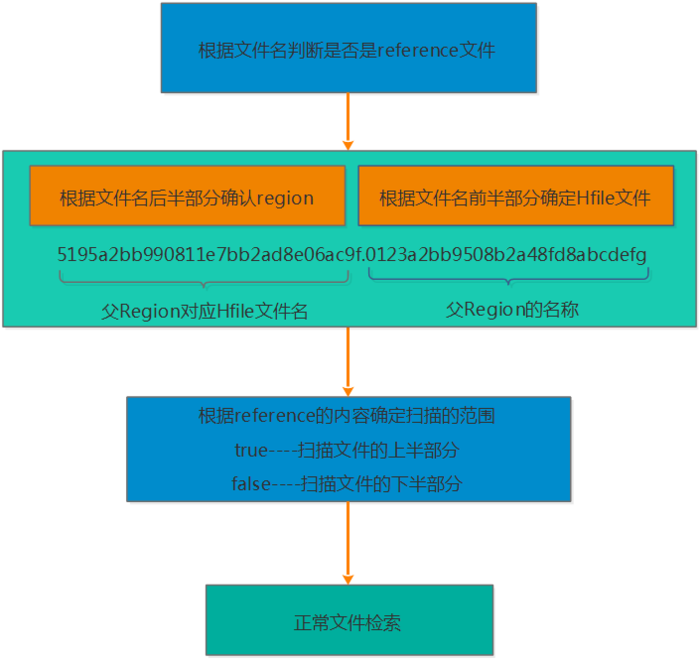 根据文件名判断是否是reference文件
根据文件名后半部分确认region
根据文件名前半部分确定Hfile文件
5195a2bb990811e7bb2ad8e06ac9f.0123a2bb9508b2a48fd8abcdefg
父Region对应Hfile文件名
父Region的名称
根据reference的内容确定扫描的范围
true----扫描文件的上半部分
false----扫描文件的下半部分
正常文件检索